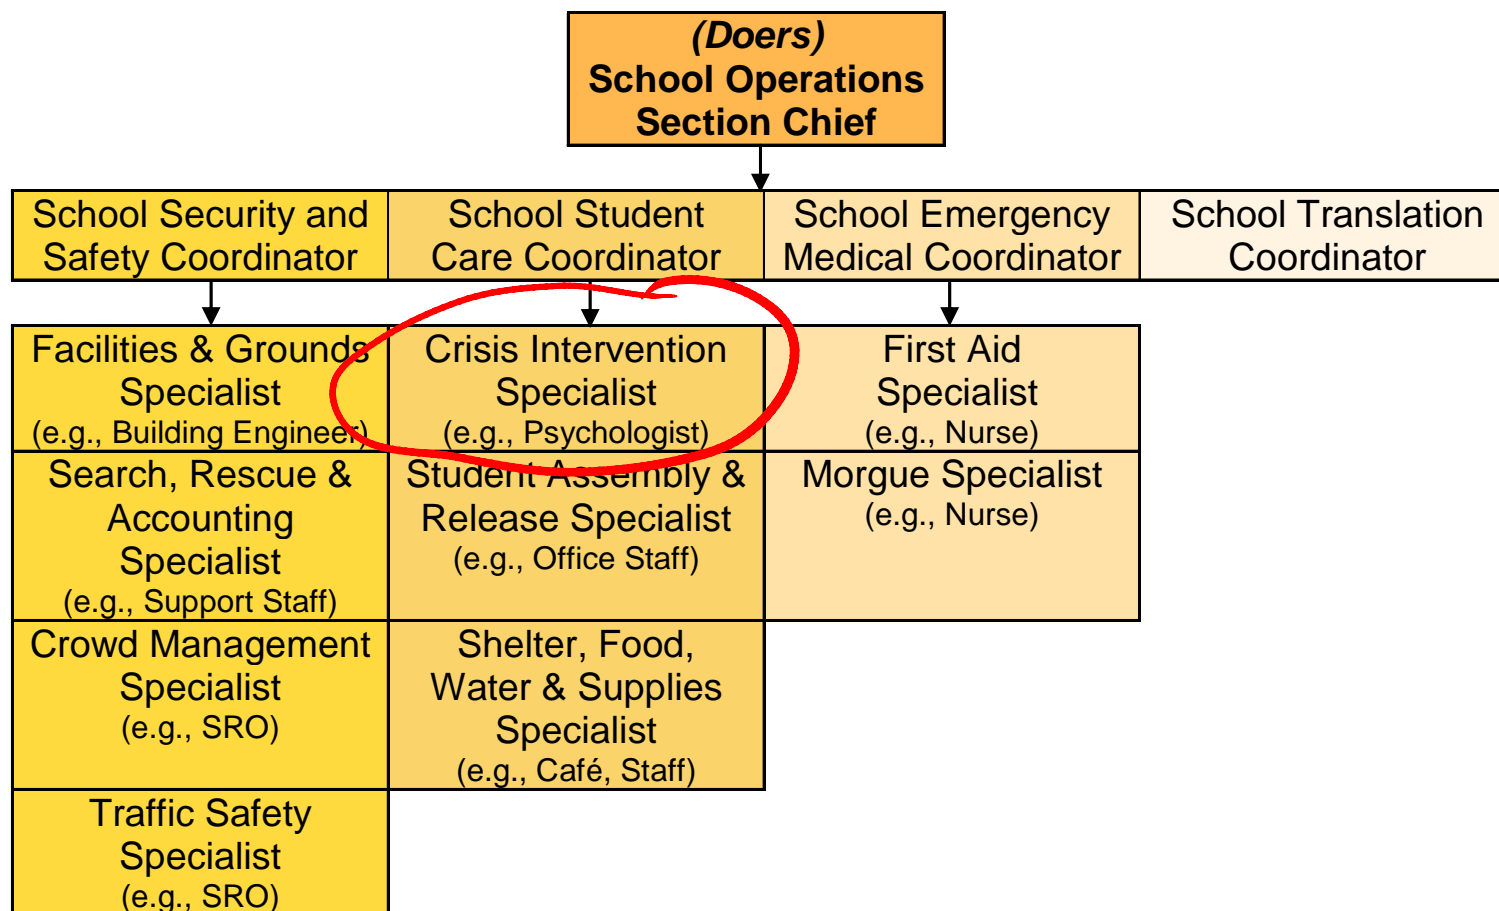 (Doers)
School Operations
Section Chief
School Security and
Safety Coordinator
School Student
Care Coordinator
School Emergency
Medical Coordinator
School Translation
Coordinator
Facilities & Grounds
Specialist
(e.g., Building Engineer)
Search, Rescue &
Accounting
Specialist
(e.g., Support Staff)
Crowd Management
Specialist
(e.g., SRO)
Traffic Safety
Specialist
(e.g., SRO)
Crisis Intervention
Specialist
(e.g., Psychologist)
Student Assembly &
Release Specialist
(e.g., Office Staff)
Shelter, Food,
Water & Supplies
Specialist
(e.g., Café, Staff)
First Aid
Specialist
(e.g., Nurse)
Morgue Specialist
(e.g., Nurse)